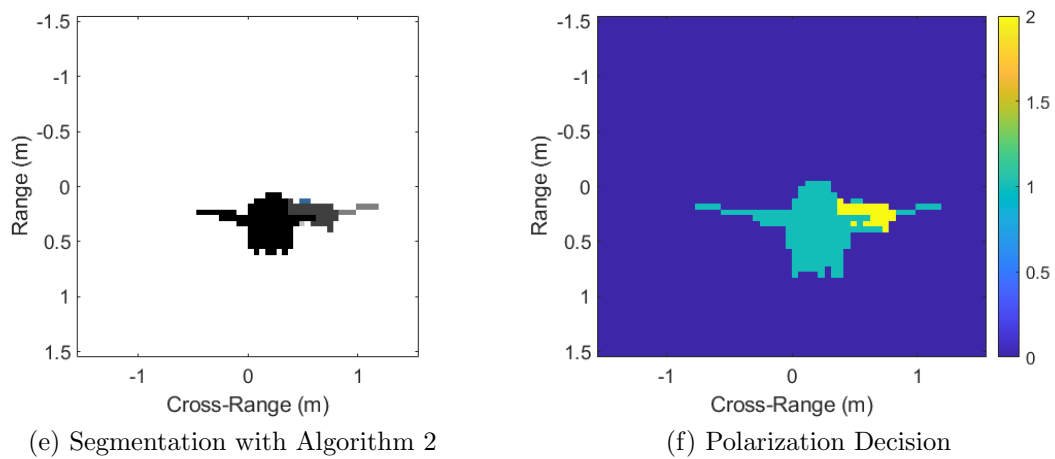 -1.5
-1
-0.5
0
0.5
1
1.5
Range (m)
-1 0 1
Cross-Range (m)
(e) Segmentation with Algorithm 2
-1.5
-1
-0.5
0
0.5
1
1.5
Range (m)
-1 0 1
Cross-Range (m)
2
1.5
1
0.5
0
(f) Polarization Decision